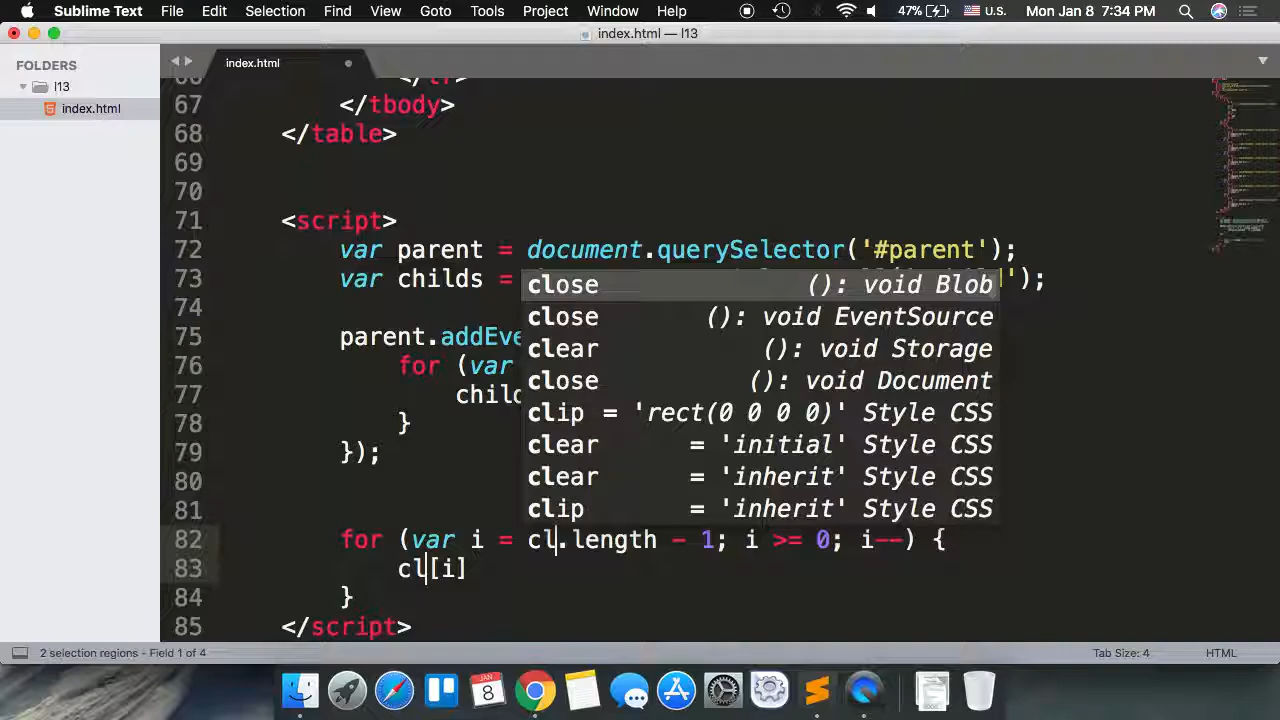 Sublime Text File Edit Selection Find View Goto Tools Project Window Help 47% U.S. Mon Jan 8 7:34 PM
index.html — l13
FOLDERS
l13
index.html
index.html
66 </tr>
67 </tbody>
68 </table>
69
70
71 <script>
72 var parent = document.querySelector('#parent');
73 var childs =
74
75 parent.addEve
76 for (var
77 child
78 }
79 });
80
81
82 for (var i = cl.length - 1; i >= 0; i--) {
83 cl[i]
84 }
85 </script>
close (): void Blob
close (): void EventSource
clear (): void Storage
close (): void Document
clip = 'rect(0 0 0 0)' Style CSS
clear = 'initial' Style CSS
clear = 'inherit' Style CSS
clip = 'inherit' Style CSS
2 selection regions - Field 1 of 4
Tab Size: 4 HTML
JAN
8